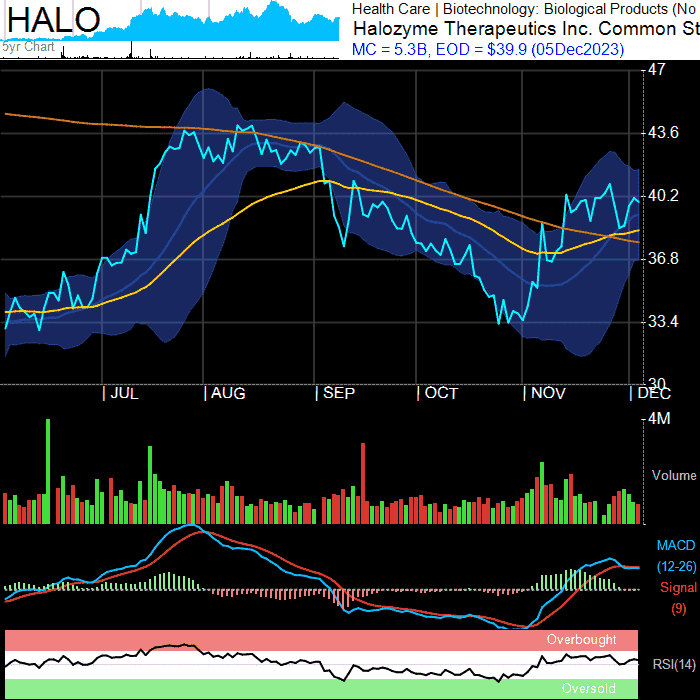 HALO
5yr Chart
Health Care | Biotechnology: Biological Products (No
Halozyme Therapeutics Inc. Common St
MC = 5.3B, EOD = $39.9 (05Dec2023)
47
43.6
40.2
36.8
33.4
30
| JUL | AUG | SEP | OCT | NOV | DEC
4M
Volume
MACD
(12-26)
Signal
(9)
Overbought
RSI(14)
Oversold